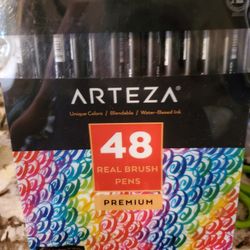 ARTEZA®
Unique Colors / Blendable / Water-Based Ink
48
REAL BRUSH
PENS
PREMIUM